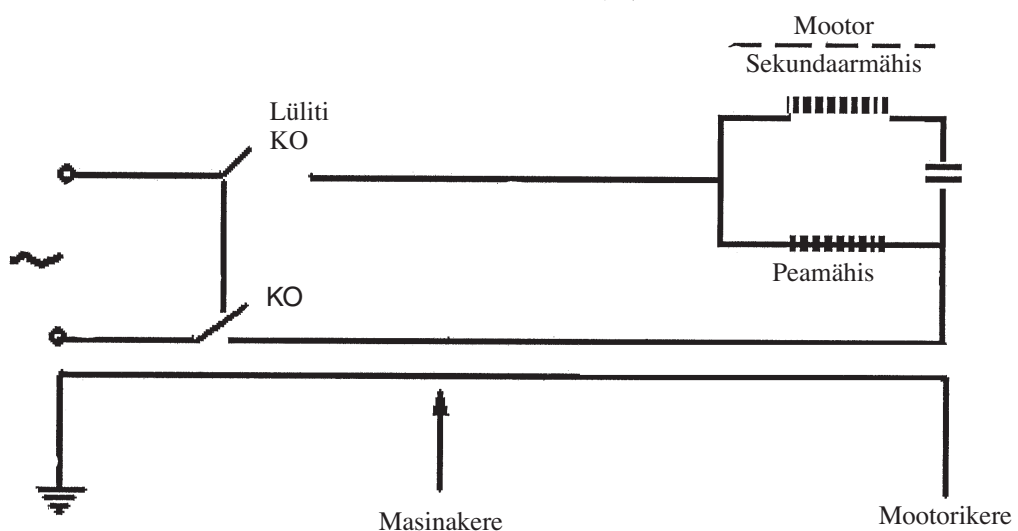 Mootor
Sekundaarmähis
Lüliti
KO
Peamähis
KO
Masinakere
Mootorikere